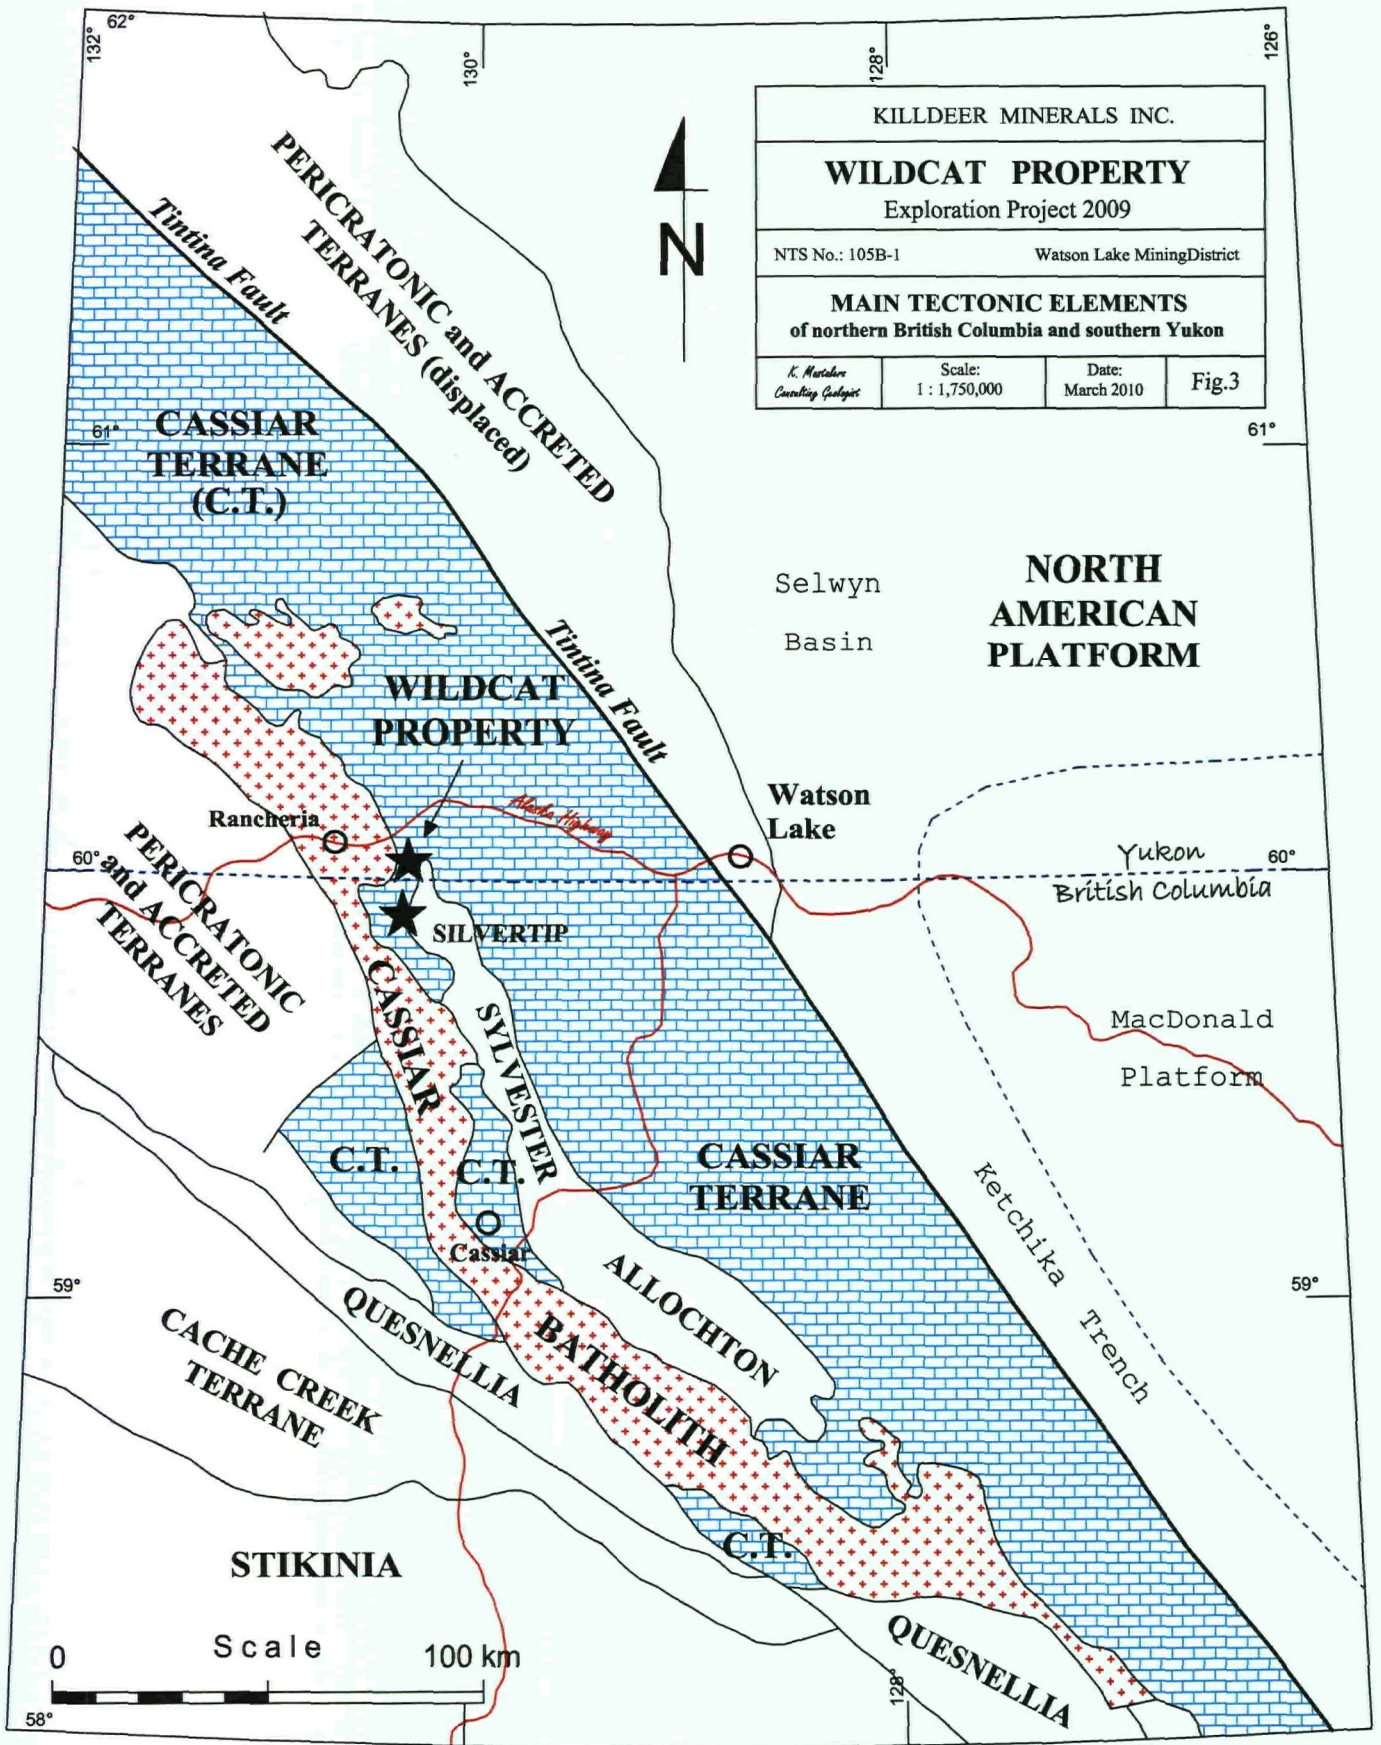 132°
62°
130°
128°
126°
KILLDEER MINERALS INC.
WILDCAT PROPERTY
Exploration Project 2009
NTS No.: 105B-1 Watson Lake MiningDistrict
MAIN TECTONIC ELEMENTS
of northern British Columbia and southern Yukon
K. Mastalerz
Consulting Geologist
Scale:
1 : 1,750,000
Date:
March 2010
Fig.3
N
PERICRATONIC and ACCRETED
TERRANES (displaced)
Tintina Fault
CASSIAR
TERRANE
(C.T.)
61°
61°
Selwyn
Basin
NORTH
AMERICAN
PLATFORM
Tintina Fault
WILDCAT
PROPERTY
Alaska Highway
Watson
Lake
Rancheria
60°
60°
Yukon
British Columbia
PERICRATONIC
and ACCRETED
TERRANES
SILVERTIP
CASSIAR
SYLVESTER
MacDonald
Platform
C.T.
C.T.
CASSIAR
TERRANE
Ketchika
Trench
Cassiar
59°
59°
ALLOCHTON
QUESNELLIA
BATHOLITH
CACHE CREEK
TERRANE
C.T.
STIKINIA
QUESNELLIA
Scale
0 100 km
128°
58°